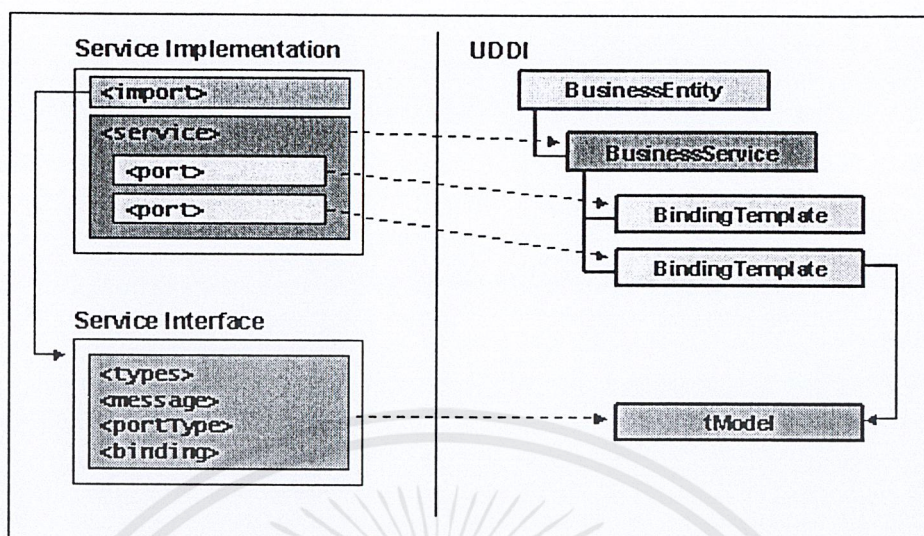 Service Implementation
<import>
<service>
<port>
<port>
Service Interface
<types>
<message>
<portType>
<binding>
UDDI
BusinessEntity
BusinessService
BindingTemplate
BindingTemplate
tModel